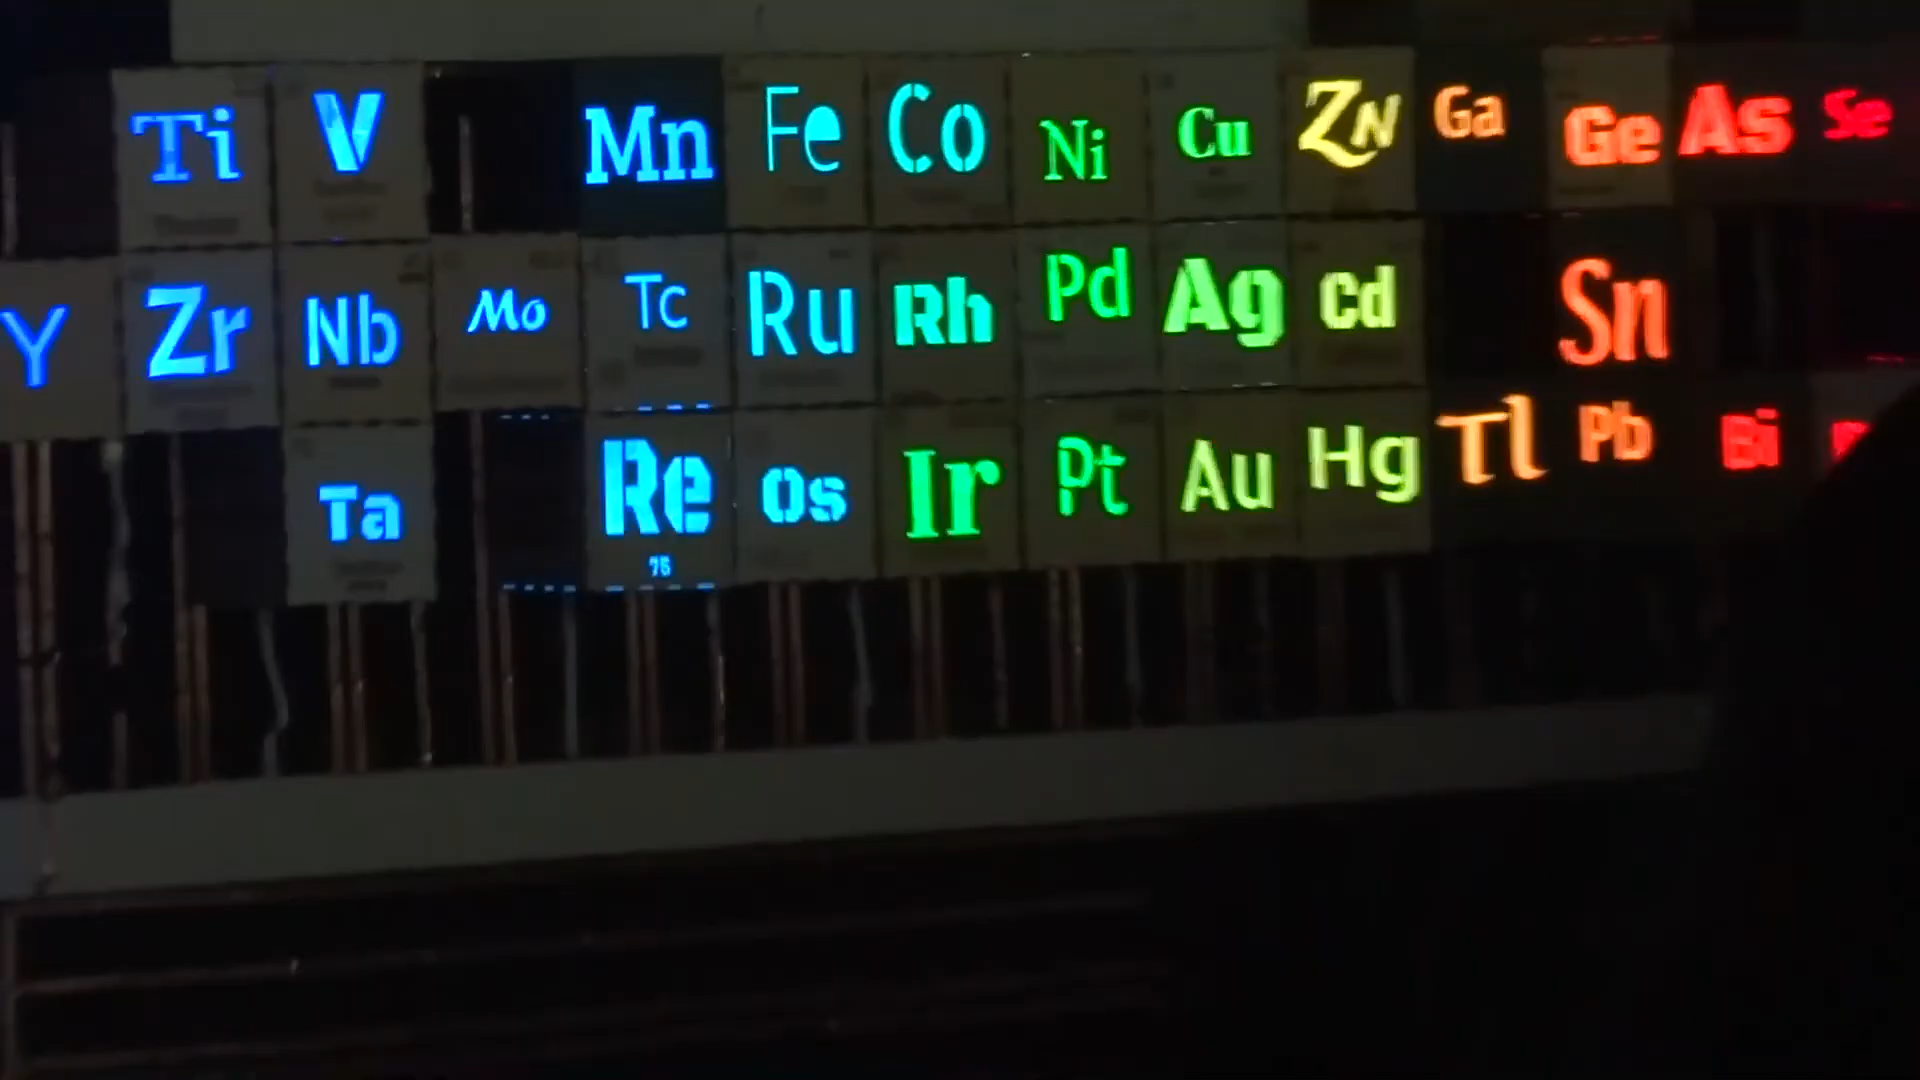 Ti V Mn Fe Co Ni Cu Zn Ga Ge As Se
Y Zr Nb Mo Tc Ru Rh Pd Ag Cd Sn
Ta Re Os Ir Pt Au Hg Tl Pb Bi
75